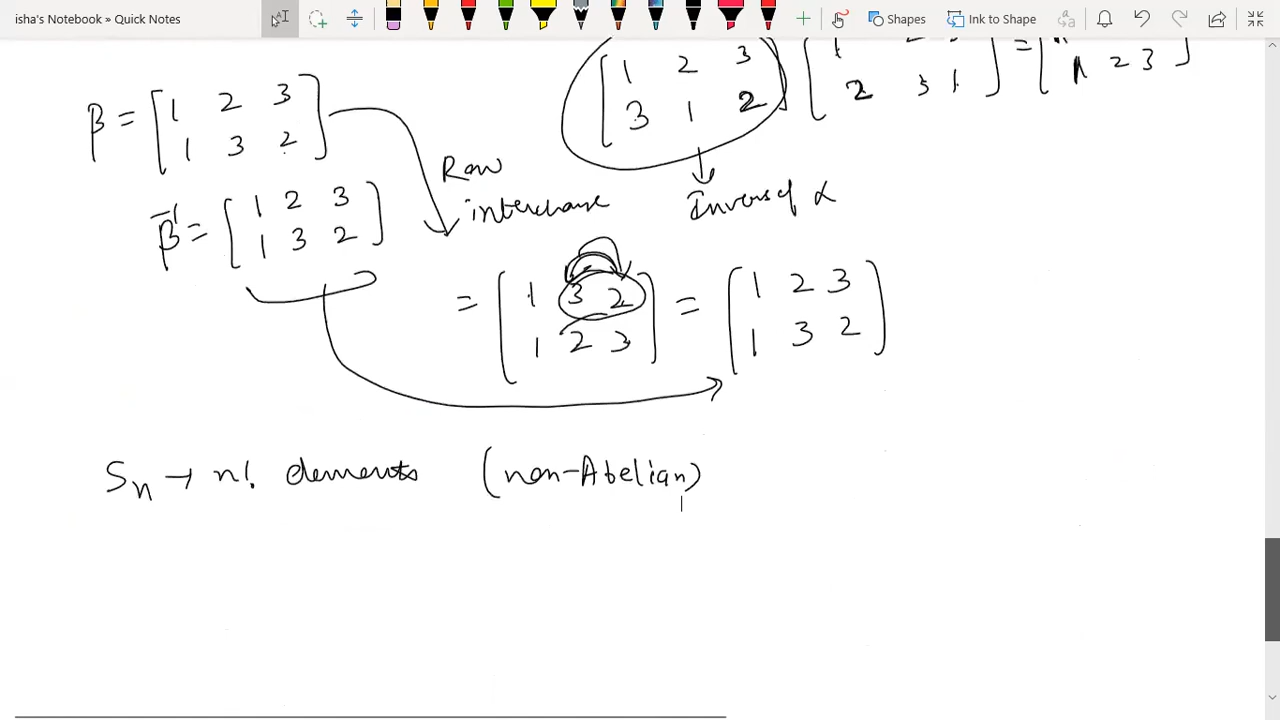 isha's Notebook » Quick Notes
Shapes
Ink to Shape
β = [ 1 2 3
1 3 2 ]
Row
interchange
[ 1 2 3
3 1 2 ]
2 3 1
= [
1 2 3 ]
Inverse of α
β⁻¹ = [ 1 2 3
1 3 2 ]
= [ 1 3 2
1 2 3 ] = [ 1 2 3
1 3 2 ]
Sn → n! elements (non-Abelian)